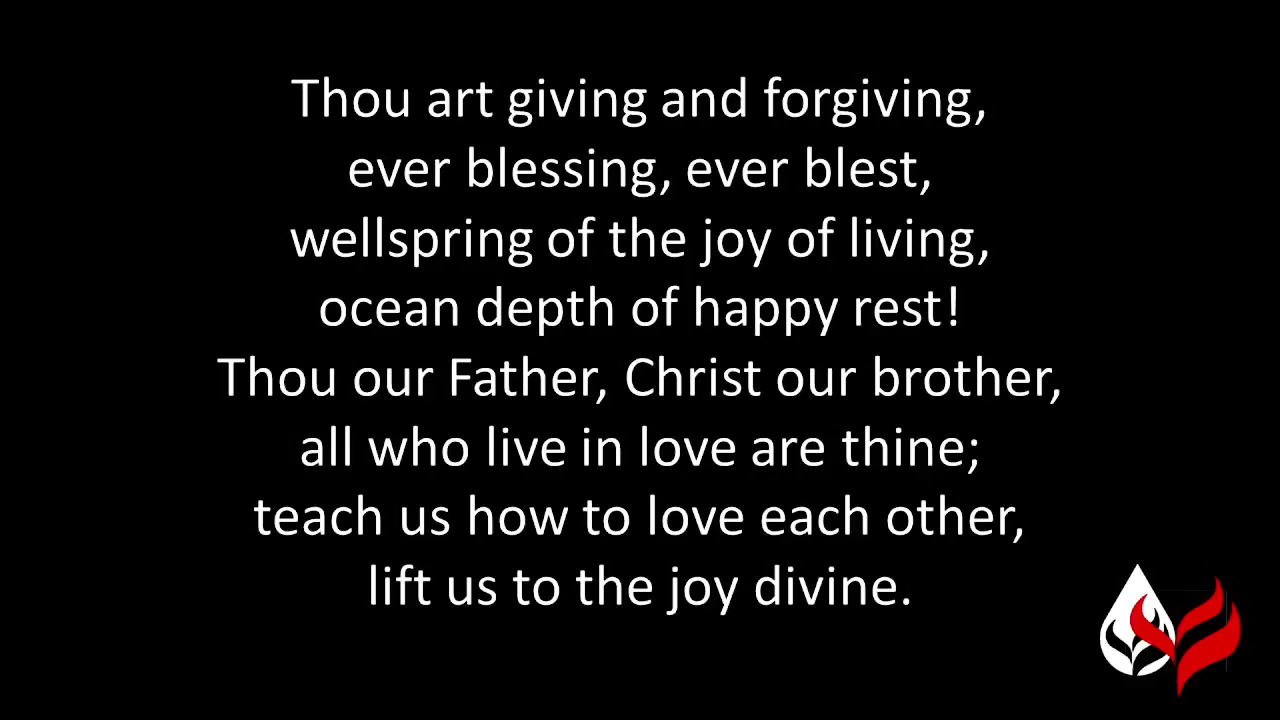 Thou art giving and forgiving,
ever blessing, ever blest,
wellspring of the joy of living,
ocean depth of happy rest!
Thou our Father, Christ our brother,
all who live in love are thine;
teach us how to love each other,
lift us to the joy divine.